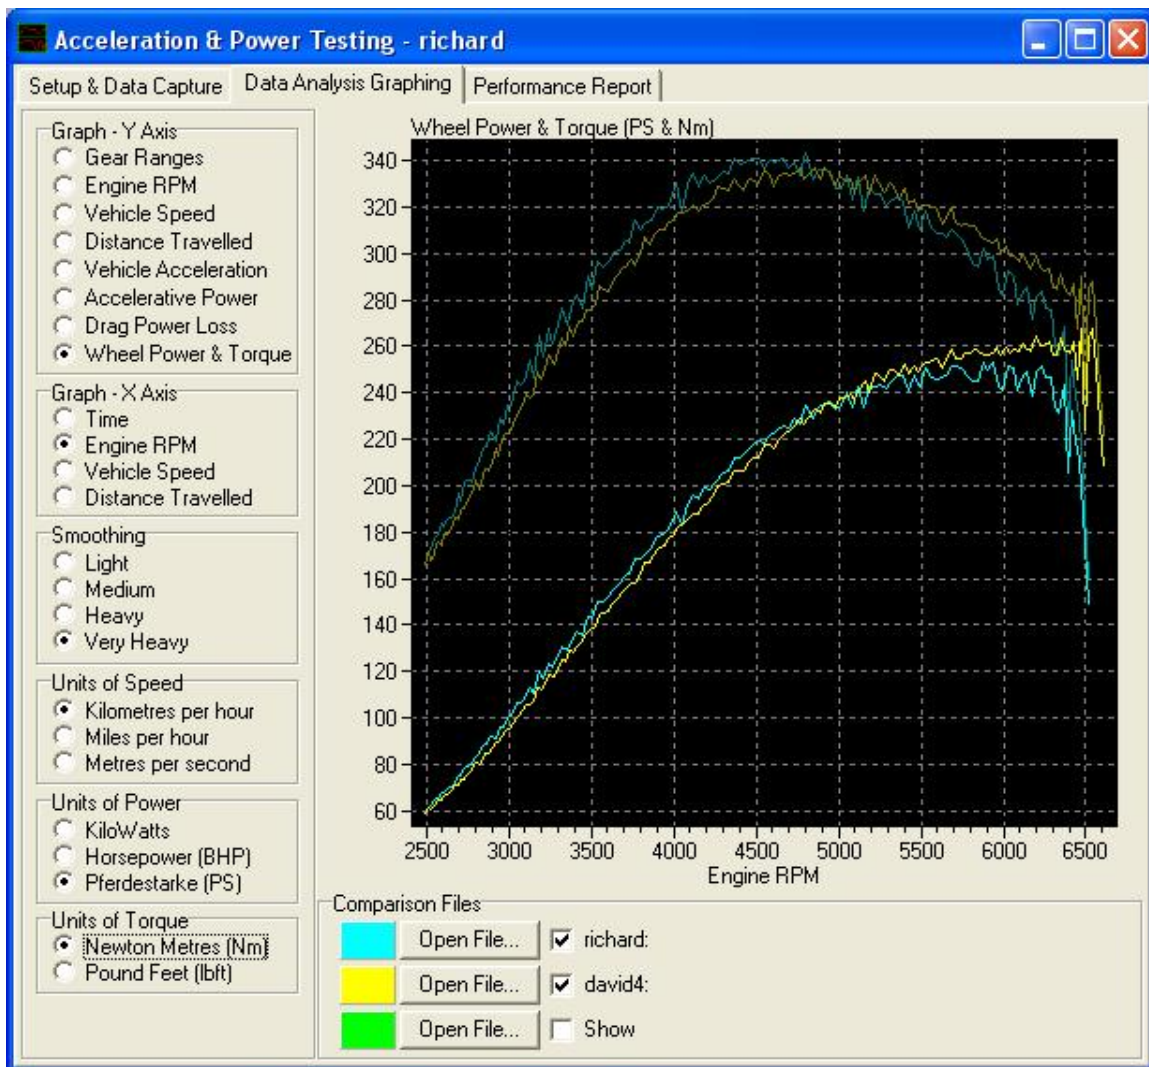 Acceleration & Power Testing - richard
Setup & Data Capture Data Analysis Graphing Performance Report
Graph - Y Axis
Gear Ranges
Engine RPM
Vehicle Speed
Distance Travelled
Vehicle Acceleration
Accelerative Power
Drag Power Loss
Wheel Power & Torque
Graph - X Axis
Time
Engine RPM
Vehicle Speed
Distance Travelled
Smoothing
Light
Medium
Heavy
Very Heavy
Units of Speed
Kilometres per hour
Miles per hour
Metres per second
Units of Power
KiloWatts
Horsepower (BHP)
Pferdestarke (PS)
Units of Torque
Newton Metres (Nm)
Pound Feet (lbft)
Wheel Power & Torque (PS & Nm)
340
320
300
280
260
240
220
200
180
160
140
120
100
80
60
2500 3000 3500 4000 4500 5000 5500 6000 6500
Engine RPM
Comparison Files
Open File... richard:
Open File... david4:
Open File... Show